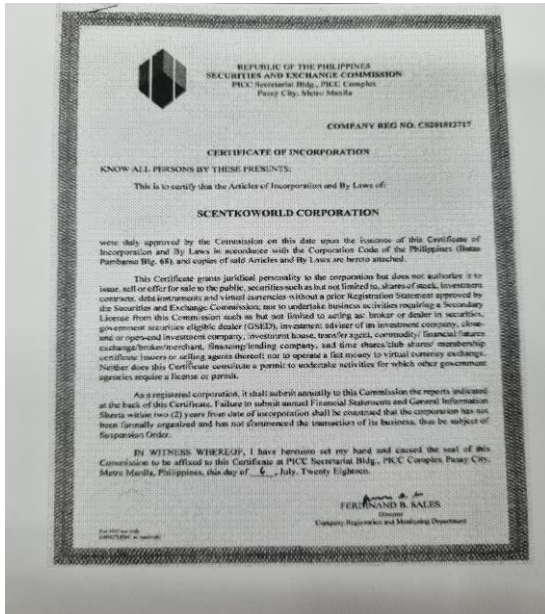 REPUBLIC OF THE PHILIPPINES
SECURITIES AND EXCHANGE COMMISSION
PICC Secretariat Bldg., PICC Complex
Pasay City, Metro Manila
COMPANY REG NO. CS201812717
CERTIFICATE OF INCORPORATION
KNOW ALL PERSONS BY THESE PRESENTS:
This is to certify that the Articles of Incorporation and By Laws of:
SCENTKOWORLD CORPORATION
were duly approved by the Commission on this date upon the issuance of this Certificate of
Incorporation and By Laws in accordance with the Corporation Code of the Philippines (Batas
Pambansa Blg. 68), and copies of said Articles and By Laws are hereto attached.
This Certificate grants juridical personality to the corporation but does not authorize it to
issue, sell or offer for sale to the public, securities such as but not limited to, shares of stock, investment
contracts, debt instruments and virtual currencies without a prior Registration Statement approved by
the Securities and Exchange Commission; nor to undertake business activities requiring a Secondary
License from this Commission such as but not limited to acting as: broker or dealer in securities,
government securities eligible dealer (GSED), investment adviser of an investment company, close-
end or open-end investment company, investment house, transfer agent, commodity/ financial futures
exchange/broker/merchant, financing/lending company, and time shares/club shares/ membership
certificate issuers or selling agents thereof; nor to operate a fiat money to virtual currency exchange.
Neither does this Certificate constitute a permit to undertake activities for which other government
agencies require a license or permit.
As a registered corporation, it shall submit annually to this Commission the reports indicated
at the back of this Certificate. Failure to submit annual Financial Statements and General Information
Sheets within two (2) years from date of incorporation shall be construed that the corporation has not
been formally organized and has not commenced the transaction of its business, thus be subject of
Suspension Order.
IN WITNESS WHEREOF, I have hereunto set my hand and caused the seal of this
Commission to be affixed to this Certificate at PICC Secretariat Bldg., PICC Complex Pasay City,
Metro Manila, Philippines, this day of 6, July, Twenty Eighteen.
FERDINAND B. SALES
Director
Company Registration and Monitoring Department